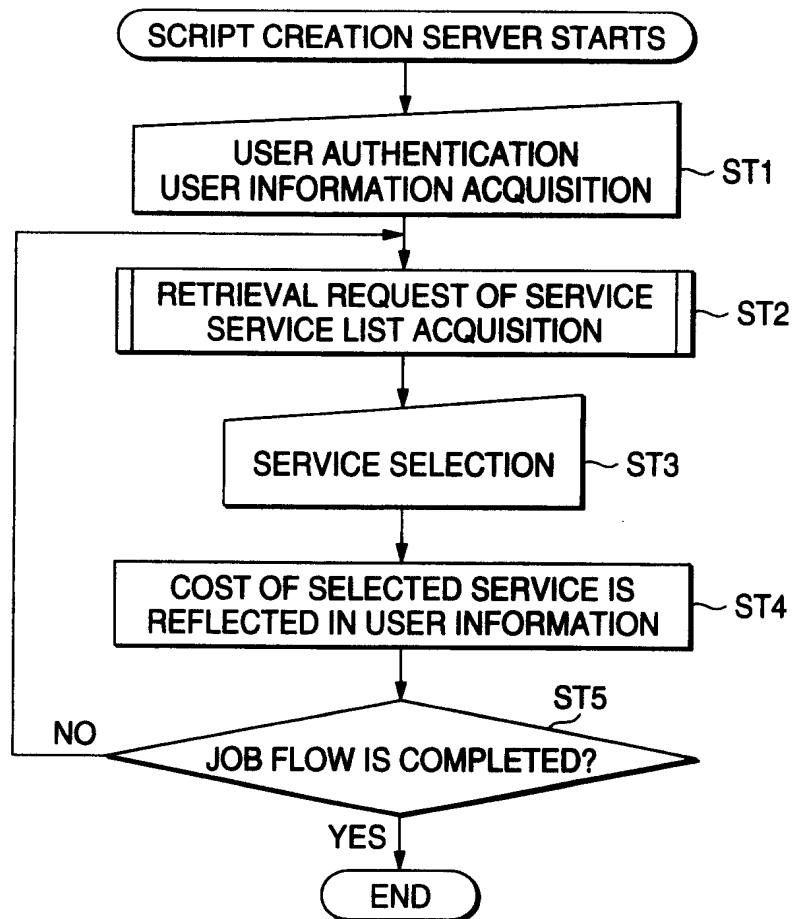 SCRIPT CREATION SERVER STARTS
USER AUTHENTICATION
USER INFORMATION ACQUISITION
ST1
RETRIEVAL REQUEST OF SERVICE
SERVICE LIST ACQUISITION
ST2
SERVICE SELECTION
ST3
COST OF SELECTED SERVICE IS
REFLECTED IN USER INFORMATION
ST4
ST5
NO
JOB FLOW IS COMPLETED?
YES
END